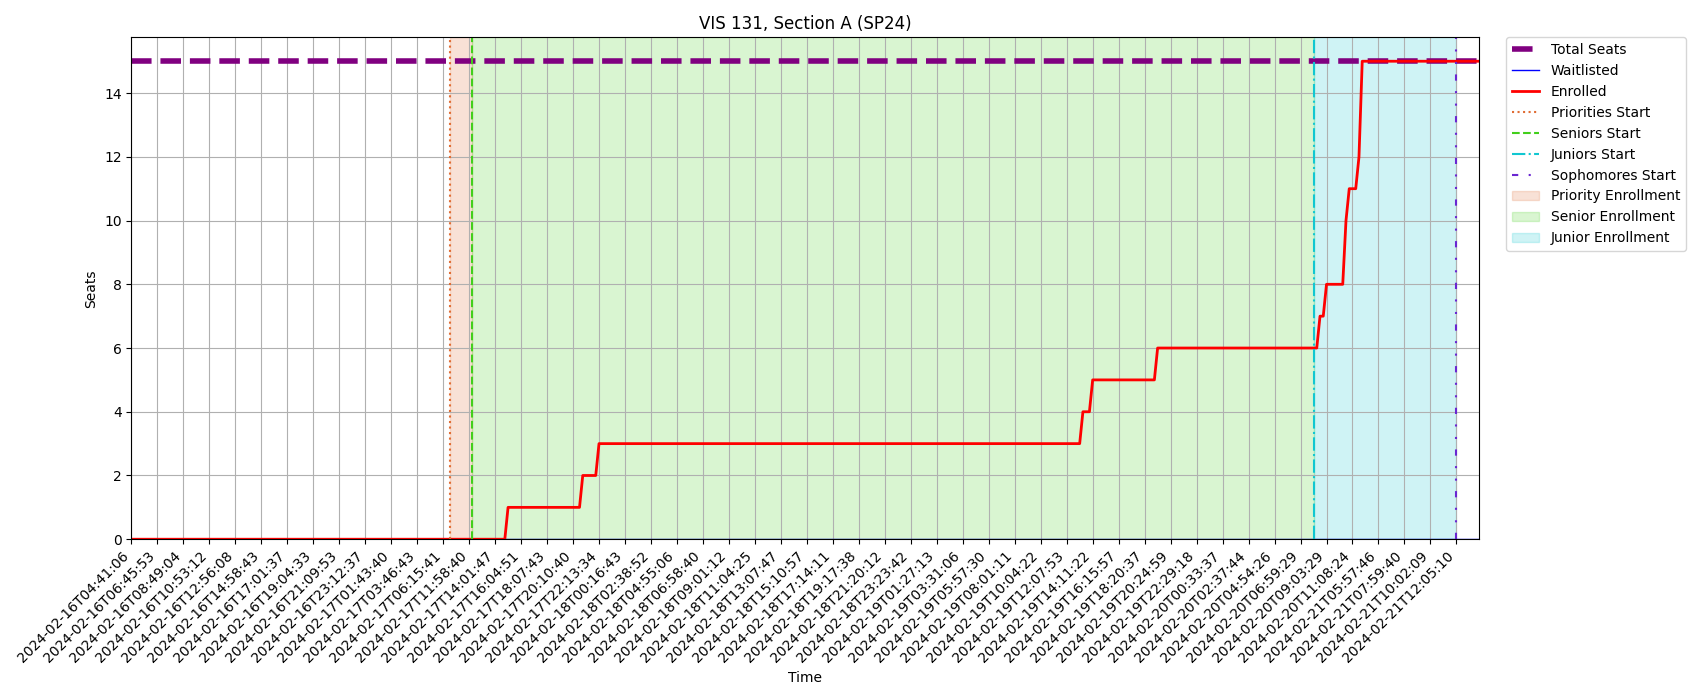 VIS 131, Section A (SP24)
Total Seats
Waitlisted
Enrolled
Priorities Start
Seniors Start
Juniors Start
Sophomores Start
Priority Enrollment
Senior Enrollment
Junior Enrollment
Seats
14
12
10
8
6
4
2
0
2024-02-16T04:41:06
2024-02-16T06:45:53
2024-02-16T08:49:04
2024-02-16T10:53:12
2024-02-16T12:56:08
2024-02-16T14:58:43
2024-02-16T17:01:37
2024-02-16T19:04:33
2024-02-16T21:09:53
2024-02-16T23:12:37
2024-02-17T01:43:40
2024-02-17T03:46:43
2024-02-17T06:15:41
2024-02-17T11:58:40
2024-02-17T14:01:47
2024-02-17T16:04:51
2024-02-17T18:07:43
2024-02-17T20:10:40
2024-02-17T22:13:34
2024-02-18T00:16:43
2024-02-18T02:38:52
2024-02-18T04:55:06
2024-02-18T06:58:40
2024-02-18T09:01:12
2024-02-18T11:04:25
2024-02-18T13:07:47
2024-02-18T15:10:57
2024-02-18T17:14:11
2024-02-18T19:17:38
2024-02-18T21:20:12
2024-02-18T23:23:42
2024-02-19T01:27:13
2024-02-19T03:31:06
2024-02-19T05:57:30
2024-02-19T08:01:11
2024-02-19T10:04:22
2024-02-19T12:07:53
2024-02-19T14:11:22
2024-02-19T16:15:57
2024-02-19T18:20:37
2024-02-19T20:24:59
2024-02-19T22:29:18
2024-02-20T00:33:37
2024-02-20T02:37:44
2024-02-20T04:54:26
2024-02-20T06:59:29
2024-02-20T09:03:29
2024-02-20T11:08:24
2024-02-21T05:57:46
2024-02-21T07:59:40
2024-02-21T10:02:09
2024-02-21T12:05:10
Time